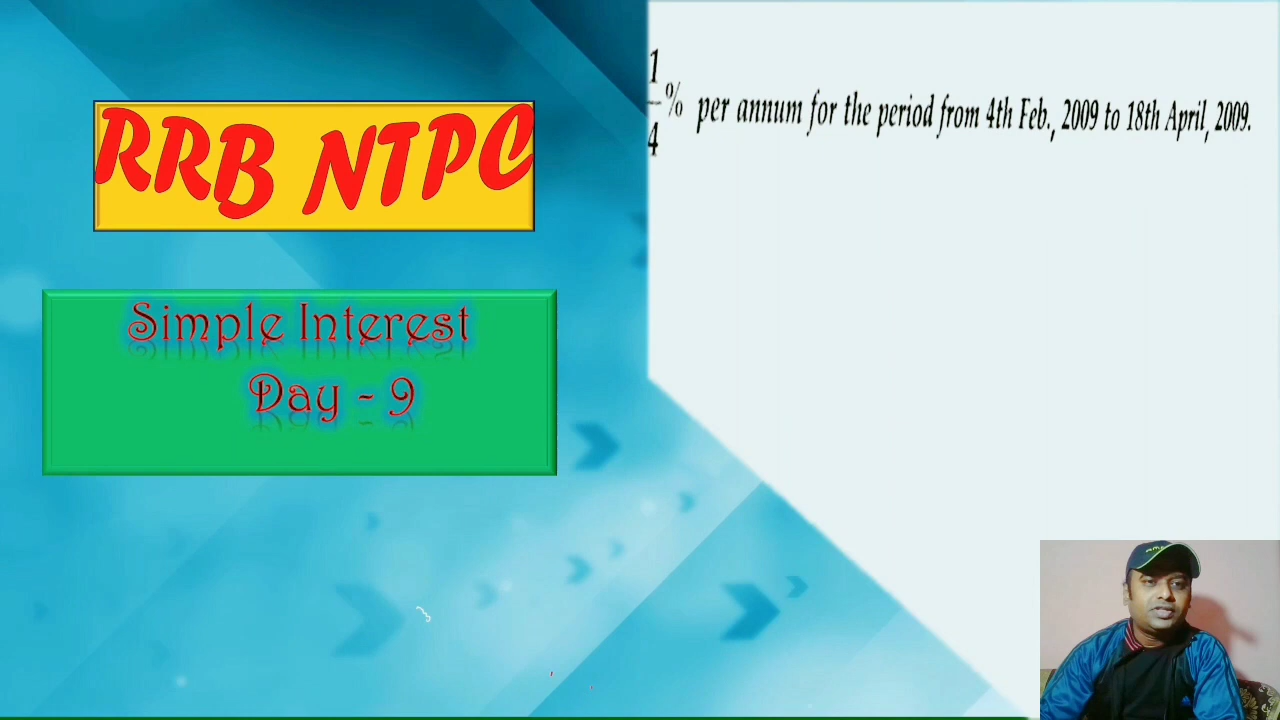 RRB NTPC
Simple Interest
Day - 9
1/4 % per annum for the period from 4th Feb., 2009 to 18th April, 2009.